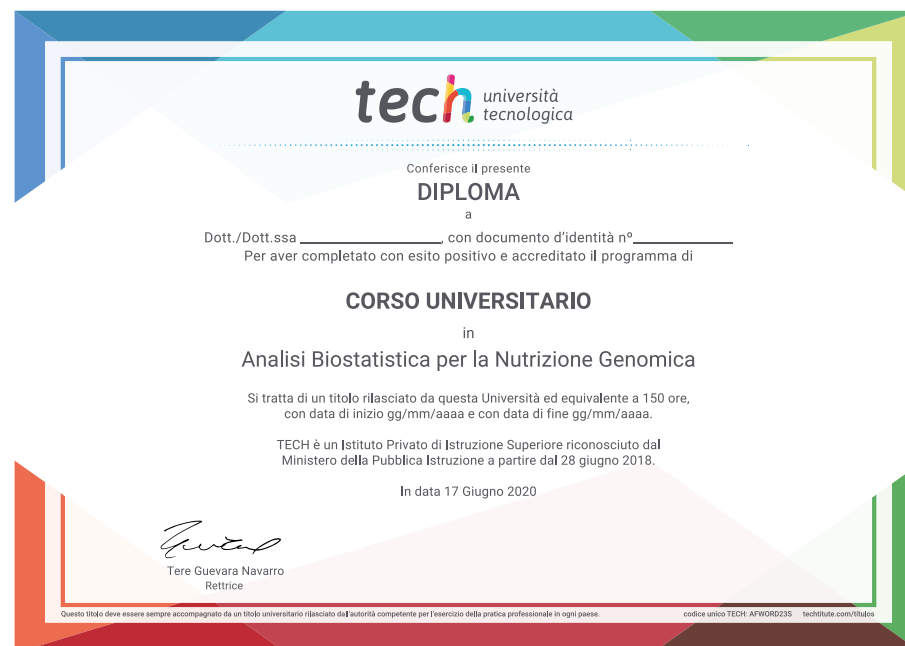 tech università
tecnologica
Conferisce il presente
DIPLOMA
a
Dott./Dott.ssa ____________________, con documento d'identità nº______________
Per aver completato con esito positivo e accreditato il programma di
CORSO UNIVERSITARIO
in
Analisi Biostatistica per la Nutrizione Genomica
Si tratta di un titolo rilasciato da questa Università ed equivalente a 150 ore,
con data di inizio gg/mm/aaaa e con data di fine gg/mm/aaaa.
TECH è un Istituto Privato di Istruzione Superiore riconosciuto dal
Ministero della Pubblica Istruzione a partire dal 28 giugno 2018.
In data 17 Giugno 2020
Tere Guevara Navarro
Rettrice
Questo titolo deve essere sempre accompagnato da un titolo universitario rilasciato dall'autorità competente per l'esercizio della pratica professionale in ogni paese. codice unico TECH: AFWORD23S techtitute.com/titulos